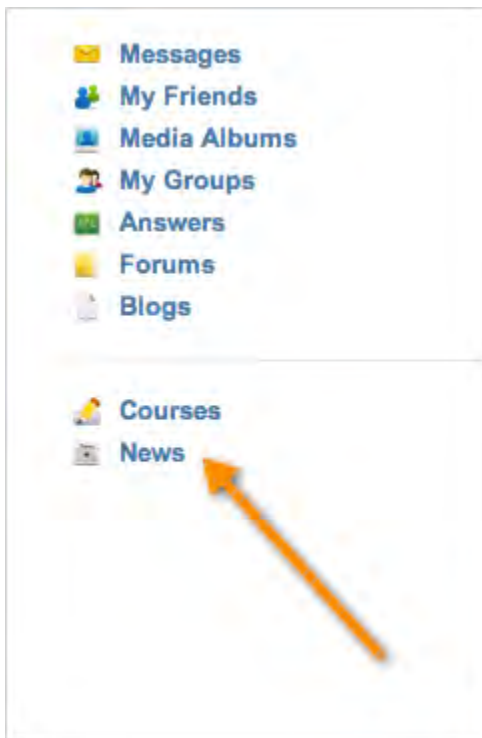 Messages
My Friends
Media Albums
My Groups
Answers
Forums
Blogs
Courses
News